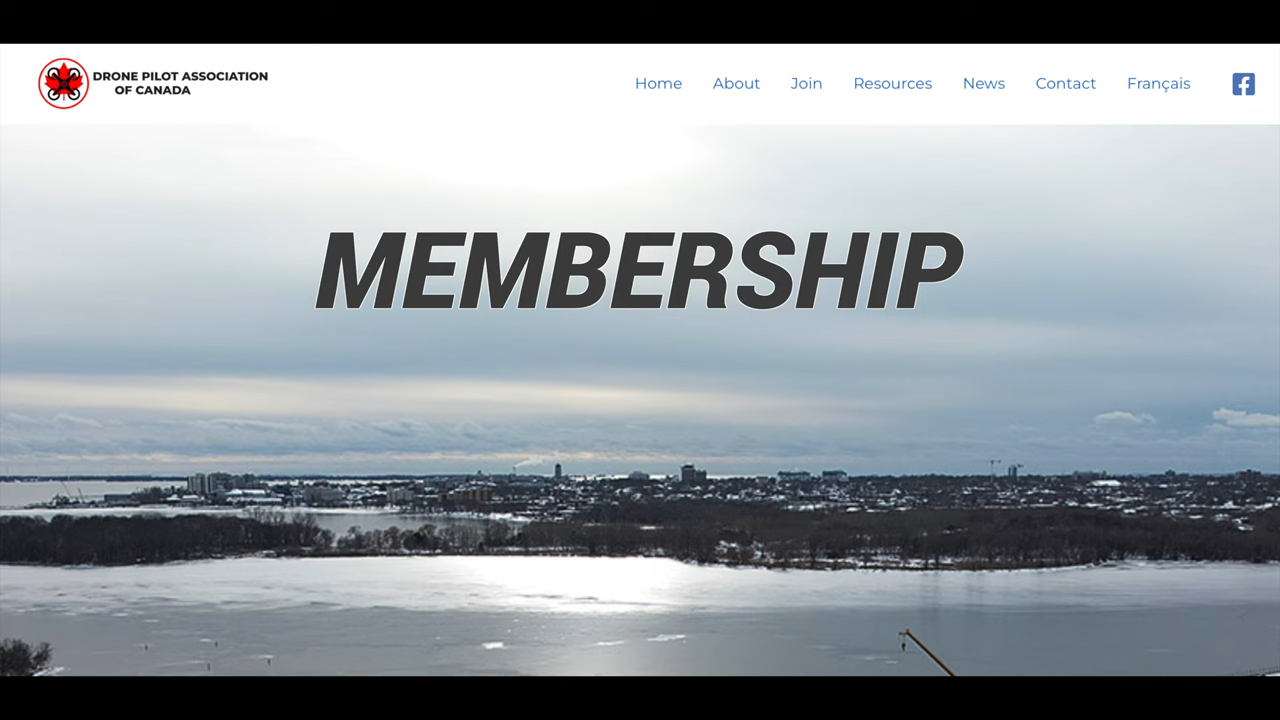 DRONE PILOT ASSOCIATION
OF CANADA
Home About Join Resources News Contact Français
MEMBERSHIP